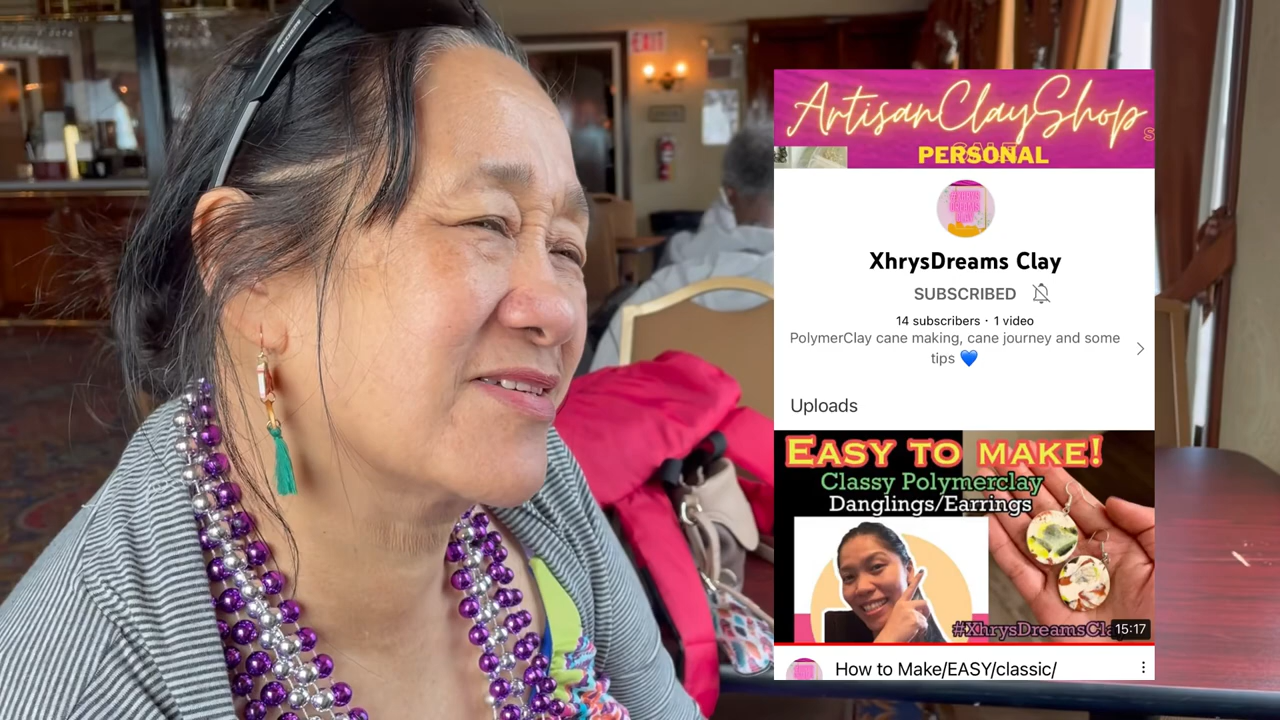 EXIT
ArtisanClayShop
PERSONAL
XhrysDreams Clay
SUBSCRIBED
14 subscribers · 1 video
PolymerClay cane making, cane journey and some
tips 💙
Uploads
EASY TO MAKE!
Classy Polymerclay
Danglings/Earrings
#XhrysDreamsCla
15:17
How to Make/EASY/classic/